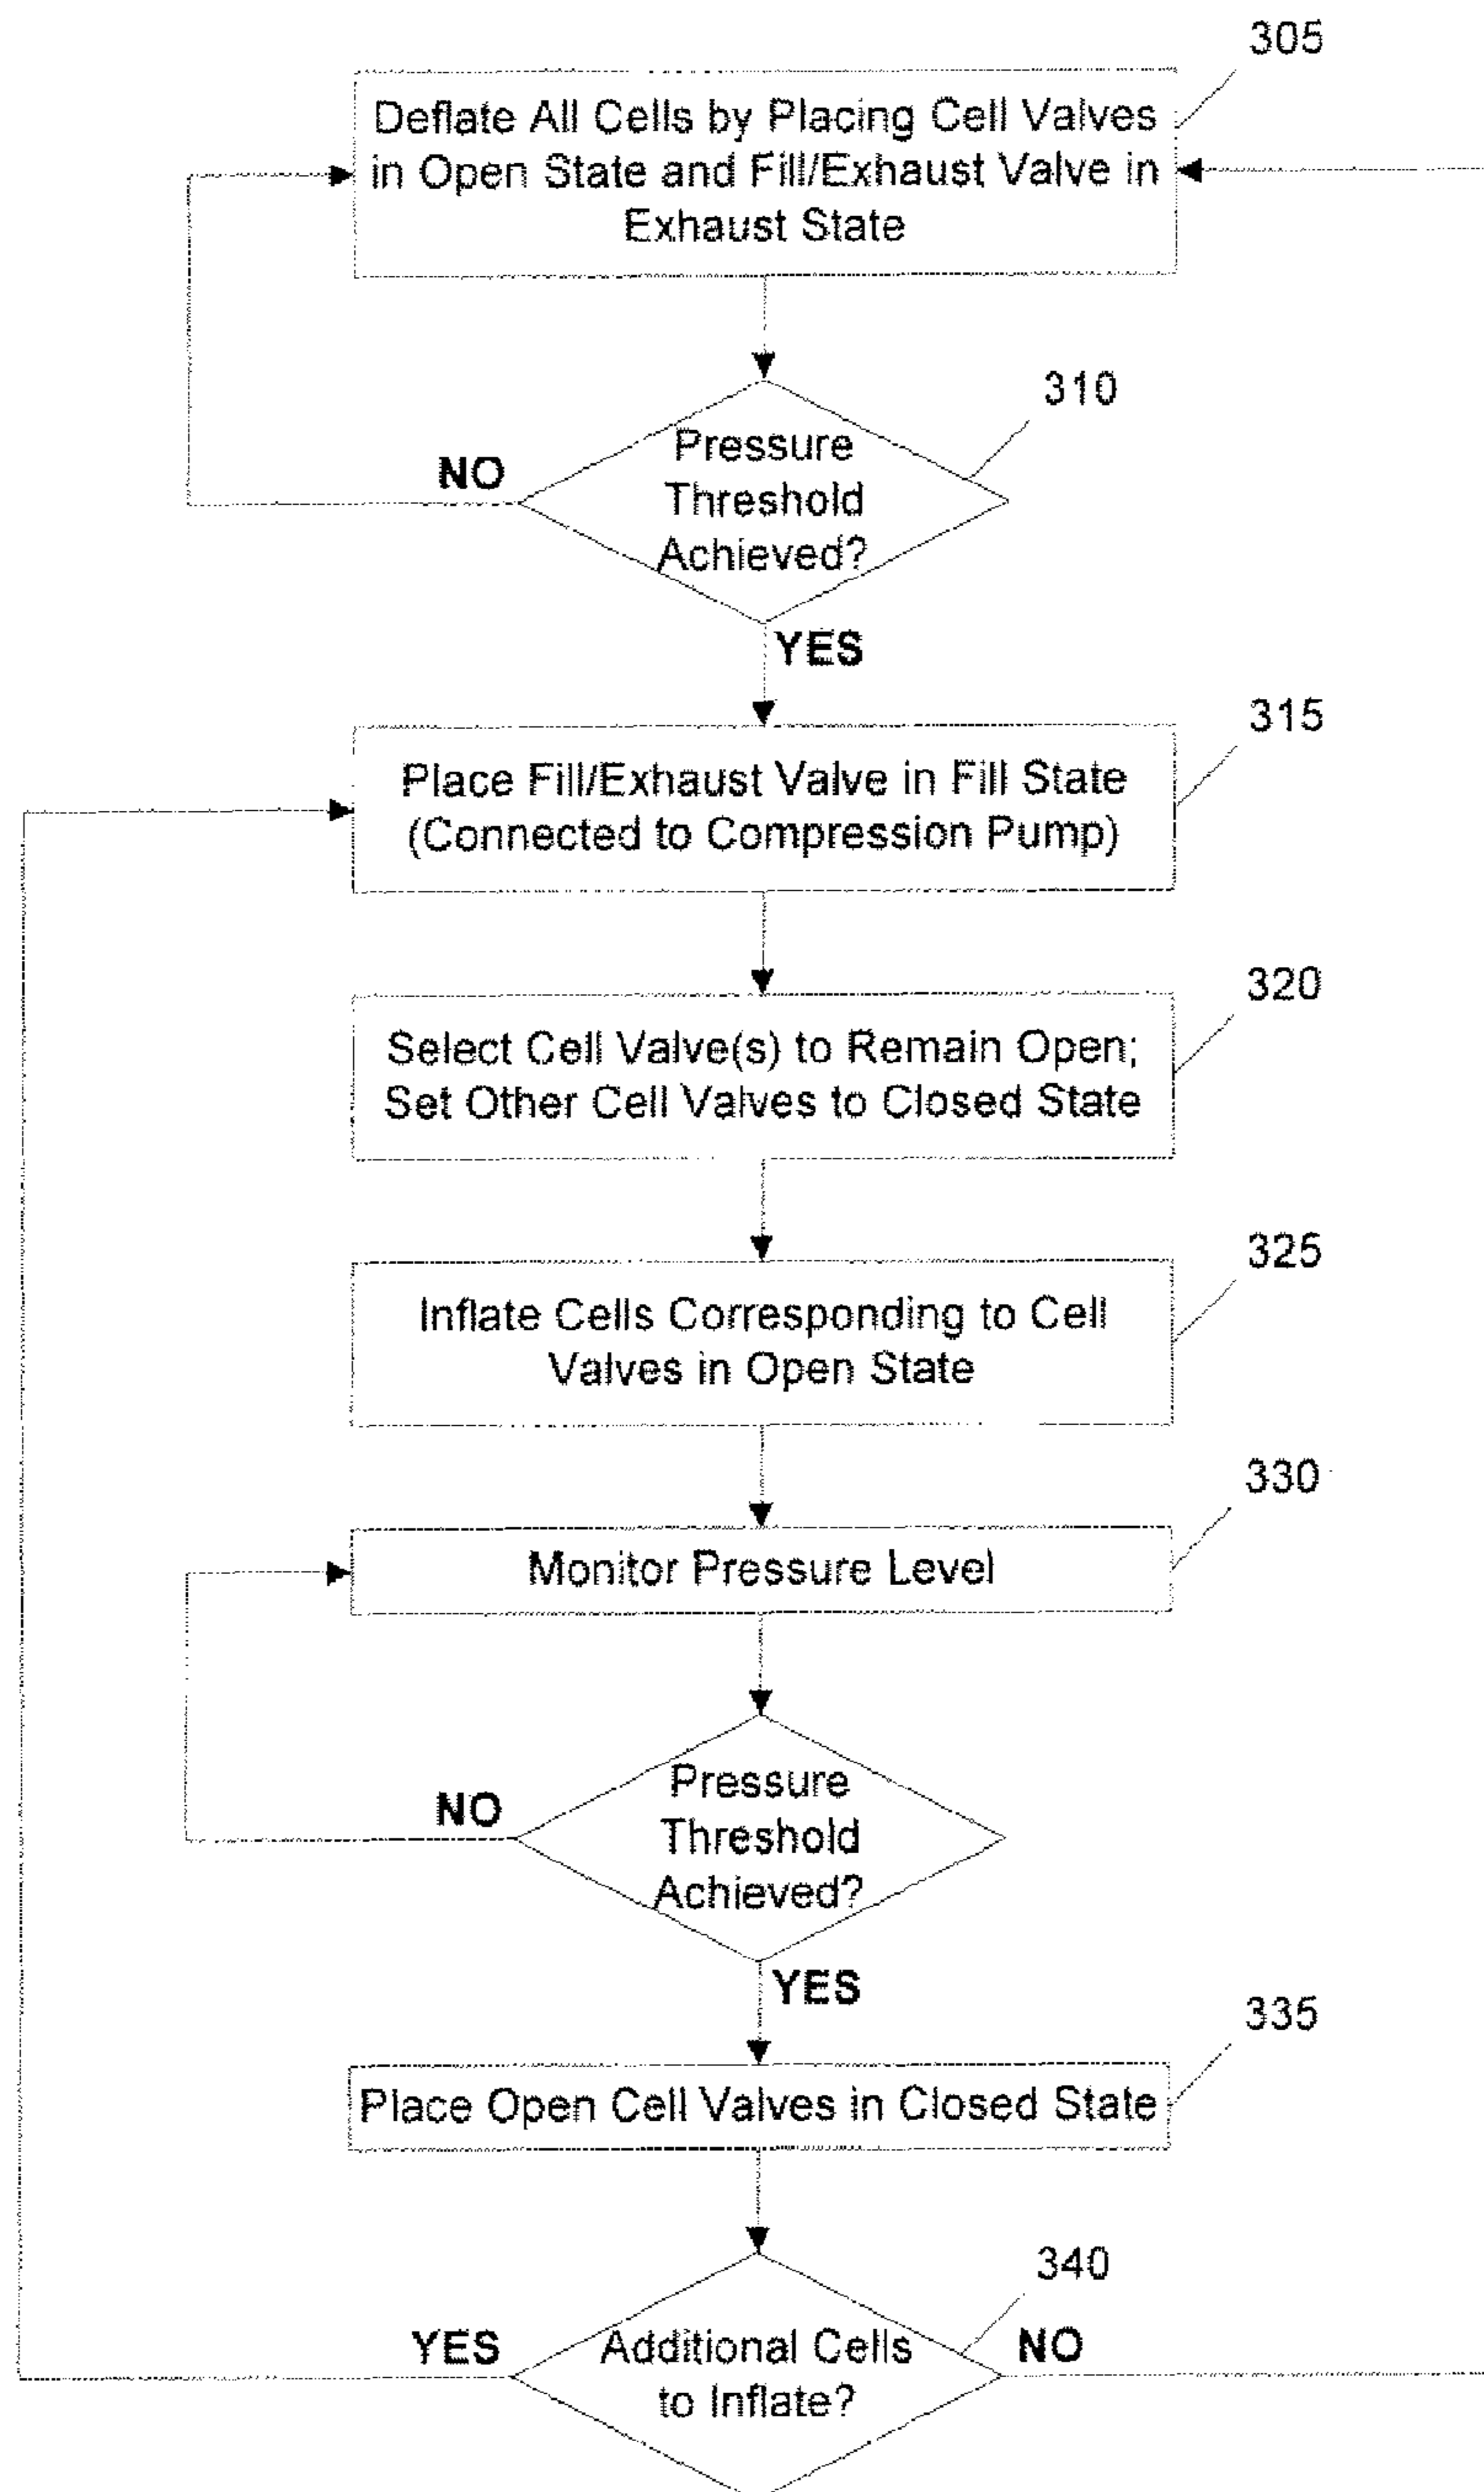 305
Deflate All Cells by Placing Cell Valves
in Open State and Fill/Exhaust Valve in
Exhaust State
310
Pressure
Threshold
Achieved?
NO
YES
315
Place Fill/Exhaust Valve in Fill State
(Connected to Compression Pump)
320
Select Cell Valve(s) to Remain Open;
Set Other Cell Valves to Closed State
325
Inflate Cells Corresponding to Cell
Valves in Open State
330
Monitor Pressure Level
Pressure
Threshold
Achieved?
NO
YES
335
Place Open Cell Valves in Closed State
340
YES
Additional Cells
to Inflate?
NO